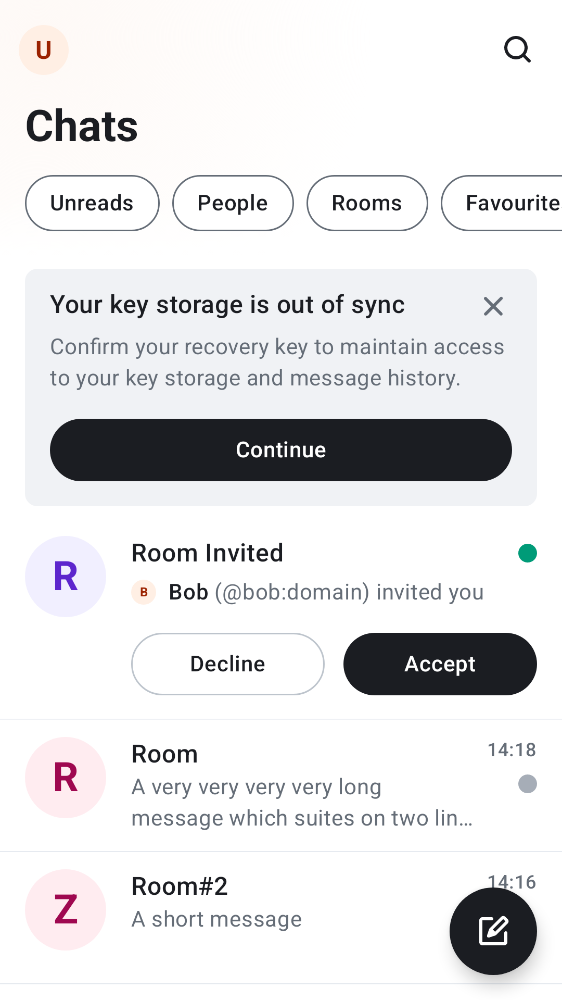 U
Chats
Unreads People Rooms Favourite
Your key storage is out of sync
Confirm your recovery key to maintain access
to your key storage and message history.
Continue
R
Room Invited
B Bob (@bob:domain) invited you
Decline Accept
R
Room 14:18
A very very very very long
message which suites on two lin…
Z
Room#2 14:16
A short message